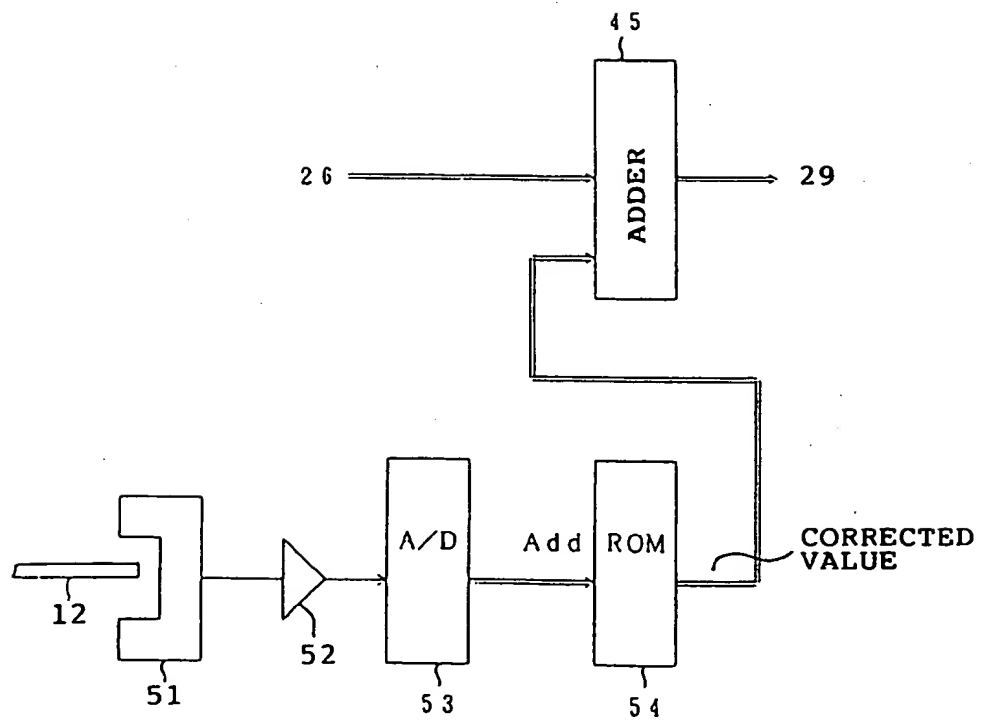 45
ADDER
26
29
A/D
Add
ROM
CORRECTED
VALUE
12
51
52
53
54